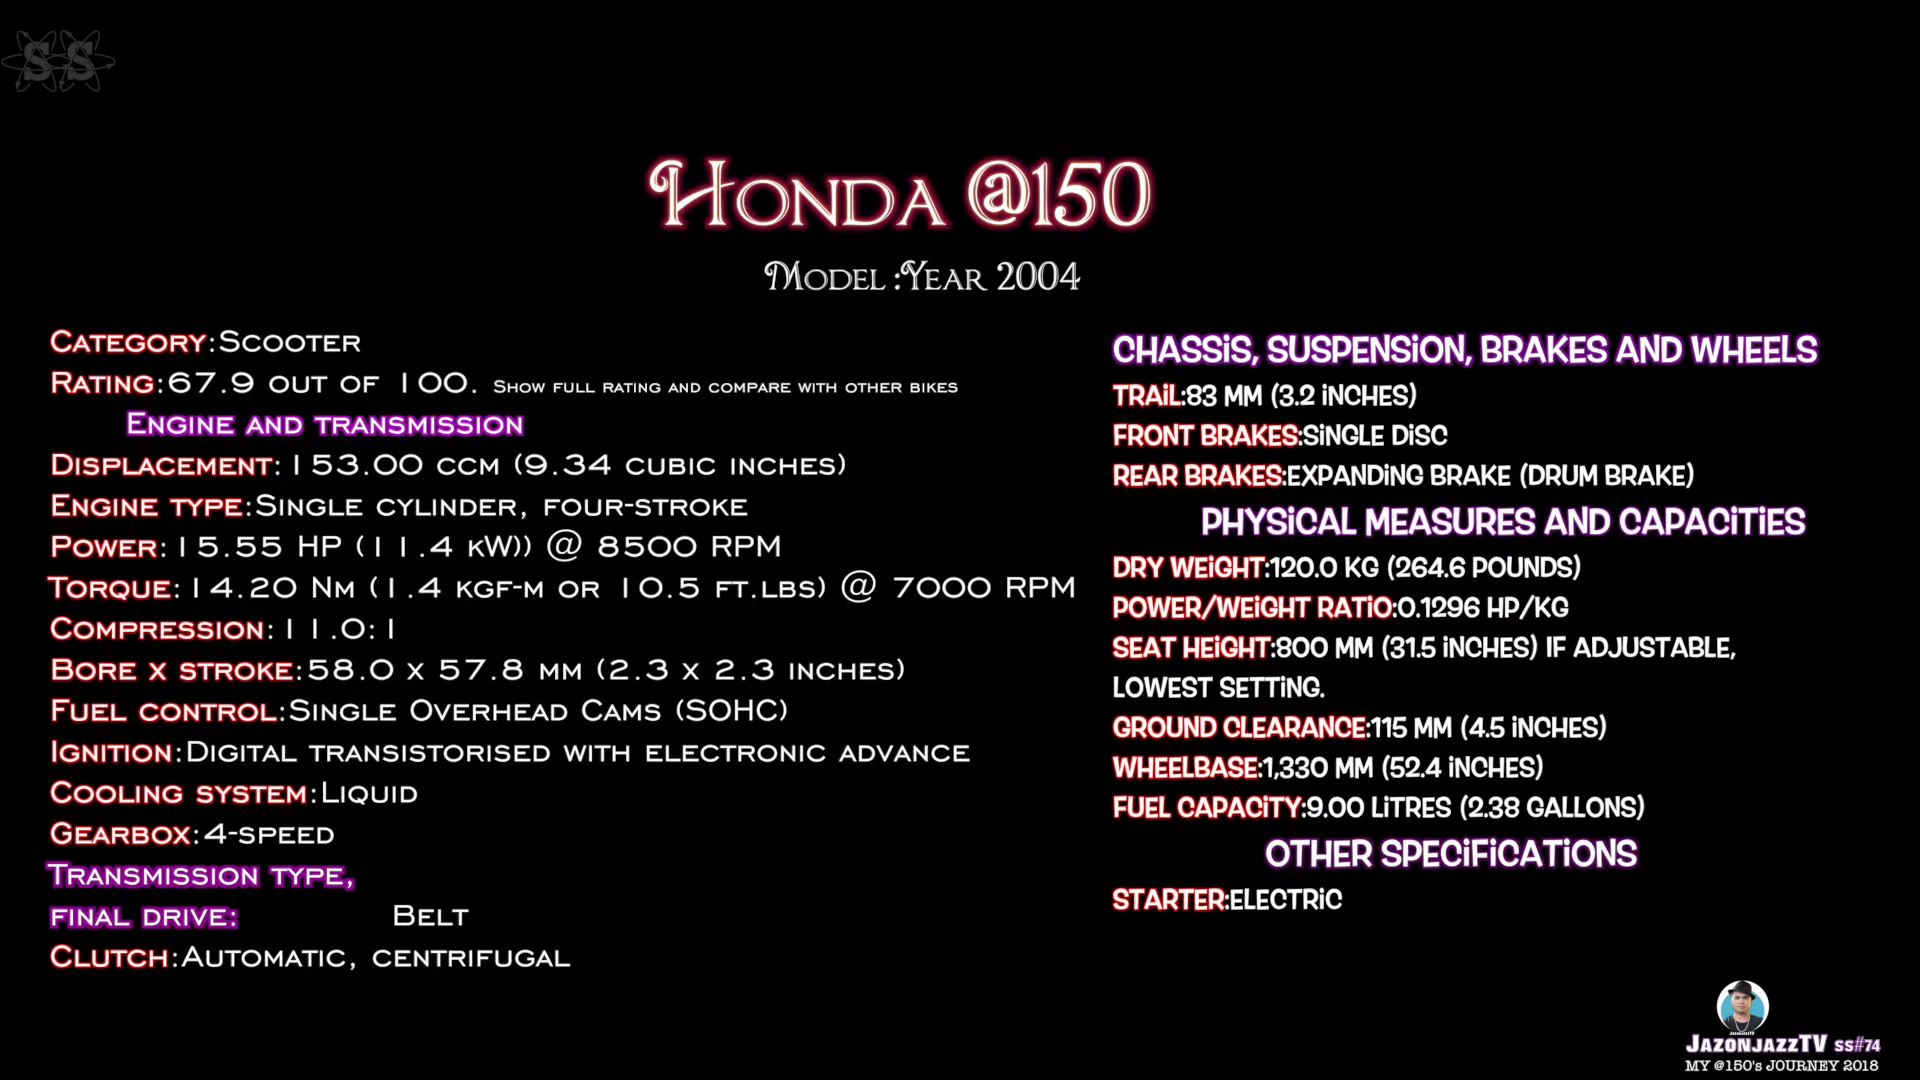 SS
Honda @150
Model :Year 2004
Category:Scooter
Rating:67.9 out of 100. Show full rating and compare with other bikes
Engine and transmission
Displacement:153.00 ccm (9.34 cubic inches)
Engine type:Single cylinder, four-stroke
Power:15.55 HP (11.4 kW)) @ 8500 RPM
Torque:14.20 Nm (1.4 kgf-m or 10.5 ft.lbs) @ 7000 RPM
Compression:11.0:1
Bore x stroke:58.0 x 57.8 mm (2.3 x 2.3 inches)
Fuel control:Single Overhead Cams (SOHC)
Ignition:Digital transistorised with electronic advance
Cooling system:Liquid
Gearbox:4-speed
Transmission type,
final drive: Belt
Clutch:Automatic, centrifugal
CHASSiS, SUSPENSiON, BRAKES AND WHEELS
TRAiL:83 MM (3.2 iNCHES)
FRONT BRAKES:SiNGLE DiSC
REAR BRAKES:EXPANDiNG BRAKE (DRUM BRAKE)
PHYSiCAL MEASURES AND CAPACiTiES
DRY WEiGHT:120.0 KG (264.6 POUNDS)
POWER/WEiGHT RATiO:0.1296 HP/KG
SEAT HEiGHT:800 MM (31.5 iNCHES) IF ADJUSTABLE,
LOWEST SETTiNG.
GROUND CLEARANCE:115 MM (4.5 iNCHES)
WHEELBASE:1,330 MM (52.4 iNCHES)
FUEL CAPACiTY:9.00 LiTRES (2.38 GALLONS)
OTHER SPECiFiCATiONS
STARTER:ELECTRiC
JazonjazzTV ss#74
MY @150's JOURNEY 2018